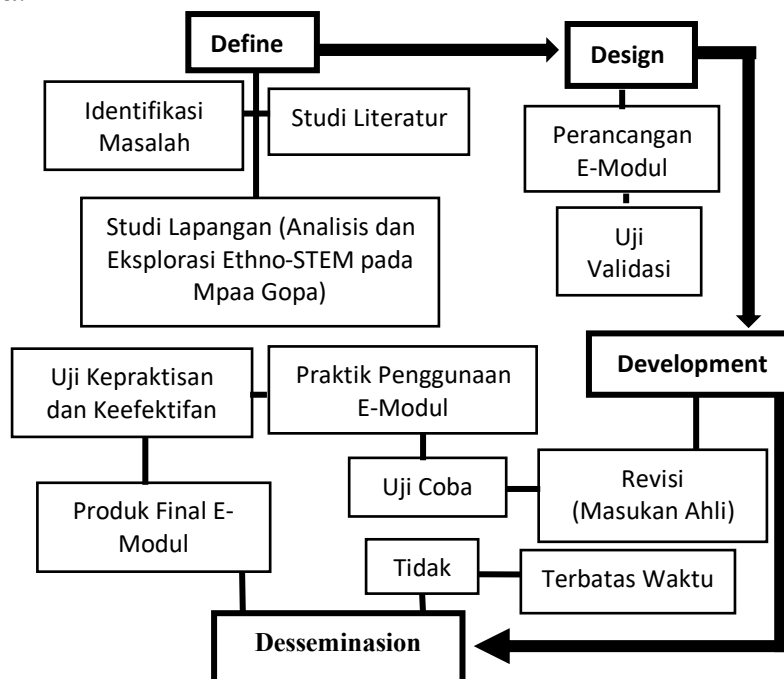 Define
Design
Identifikasi
Masalah
Studi Literatur
Perancangan
E-Modul
Studi Lapangan (Analisis dan
Eksplorasi Ethno-STEM pada
Mpaa Gopa)
Uji
Validasi
Development
Uji Kepraktisan
dan Keefektifan
Praktik Penggunaan
E-Modul
Uji Coba
Revisi
(Masukan Ahli)
Produk Final E-
Modul
Tidak
Terbatas Waktu
Desseminasion